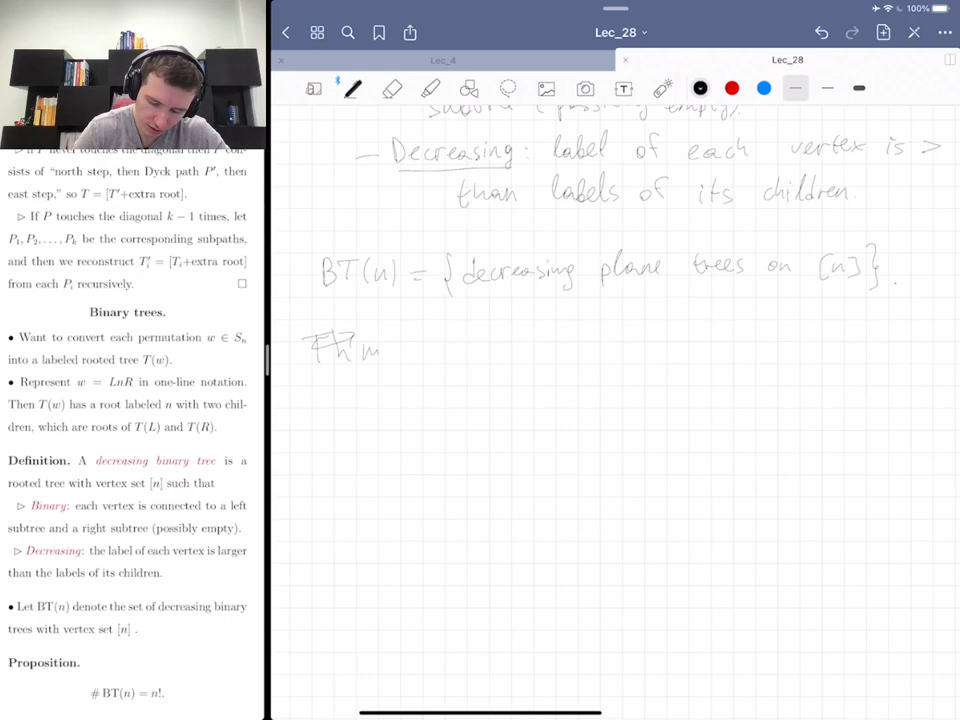 100%
Lec_28
Lec_4
Lec_28
sists of “north step, then Dyck path P′, then
east step,” so T = [T′+extra root].
▷ If P touches the diagonal k − 1 times, let
P₁, P₂, . . . , Pₖ be the corresponding subpaths,
and then we reconstruct T′ᵢ = [Tᵢ+extra root]
from each Pᵢ recursively. □
Binary trees.
• Want to convert each permutation w ∈ Sₙ
into a labeled rooted tree T(w).
• Represent w = LnR in one-line notation.
Then T(w) has a root labeled n with two chil-
dren, which are roots of T(L) and T(R).
Definition. A decreasing binary tree is a
rooted tree with vertex set [n] such that
▷ Binary: each vertex is connected to a left
subtree and a right subtree (possibly empty).
▷ Decreasing: the label of each vertex is larger
than the labels of its children.
• Let BT(n) denote the set of decreasing binary
trees with vertex set [n] .
Proposition.
# BT(n) = n!.
(possibly empty).
— Decreasing: label of each vertex is >
than labels of its children.
BT(n) = {decreasing plane trees on [n]}.
Thm